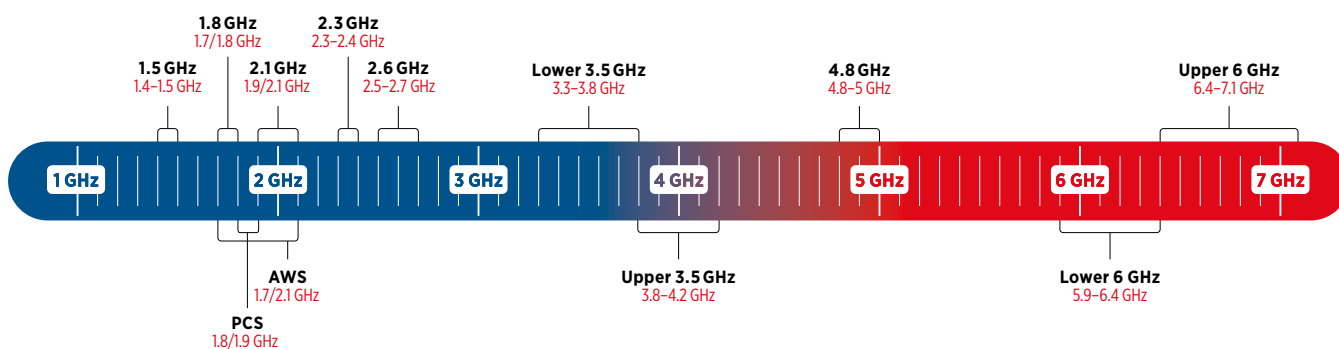 1.8 GHz
1.7/1.8 GHz
2.3 GHz
2.3–2.4 GHz
1.5 GHz
1.4–1.5 GHz
2.1 GHz
1.9/2.1 GHz
2.6 GHz
2.5–2.7 GHz
Lower 3.5 GHz
3.3–3.8 GHz
4.8 GHz
4.8–5 GHz
Upper 6 GHz
6.4–7.1 GHz
1 GHz
2 GHz
3 GHz
4 GHz
5 GHz
6 GHz
7 GHz
AWS
1.7/2.1 GHz
PCS
1.8/1.9 GHz
Upper 3.5 GHz
3.8–4.2 GHz
Lower 6 GHz
5.9–6.4 GHz